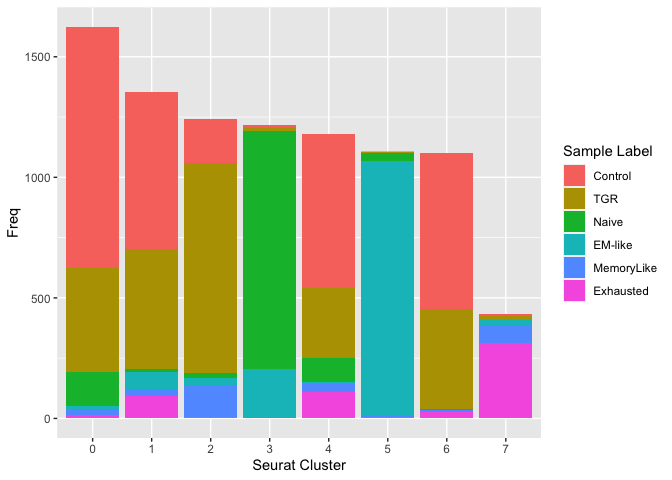 1500
1000
500
0
Freq
0 1 2 3 4 5 6 7
Seurat Cluster
Sample Label
Control
TGR
Naive
EM-like
MemoryLike
Exhausted